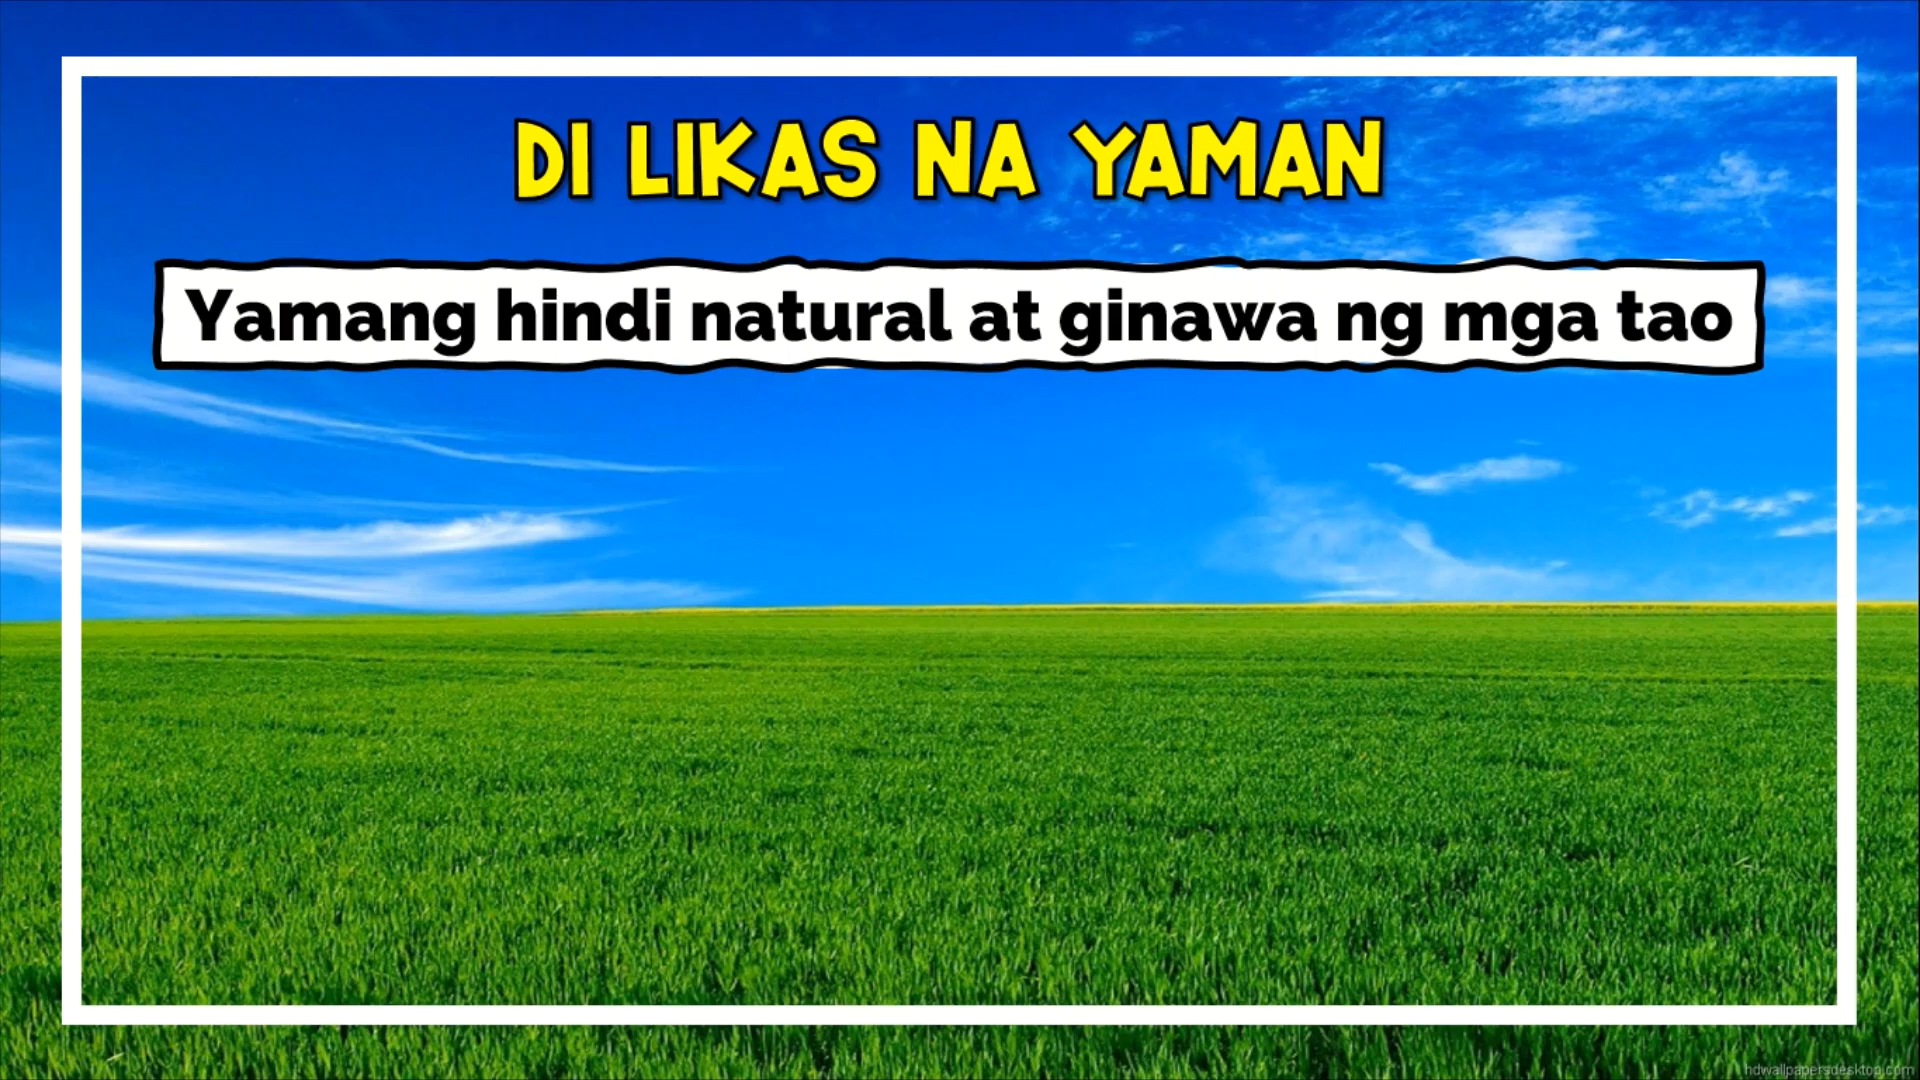 DI LIKAS NA YAMAN
Yamang hindi natural at ginawa ng mga tao
hdwallpapersdesktop.com